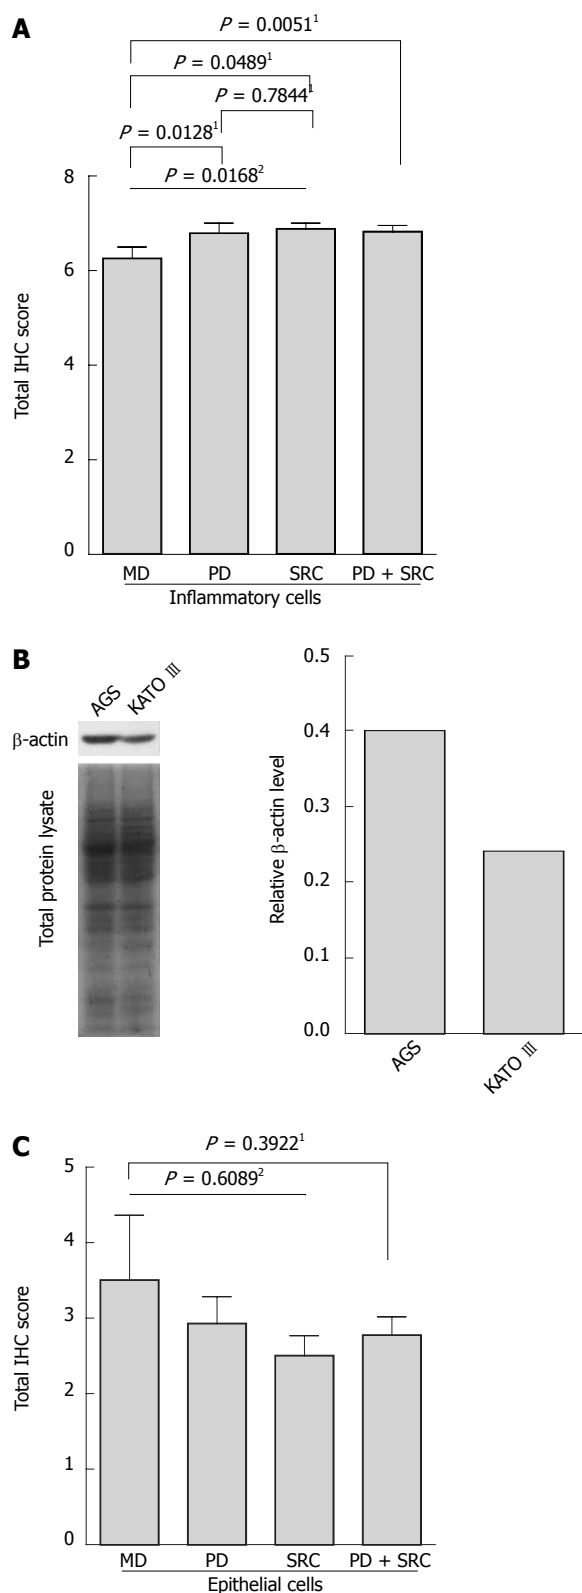 A
P = 0.0051¹
P = 0.0489¹
P = 0.7844¹
P = 0.0128¹
P = 0.0168²
8
6
4
2
0
Total IHC score
MD PD SRC PD + SRC
Inflammatory cells
B
AGS
KATO Ⅲ
β-actin
Total protein lysate
0.5
0.4
0.3
0.2
0.1
0.0
Relative β-actin level
AGS
KATO Ⅲ
C
P = 0.3922¹
P = 0.6089²
5
4
3
2
1
0
Total IHC score
MD PD SRC PD + SRC
Epithelial cells